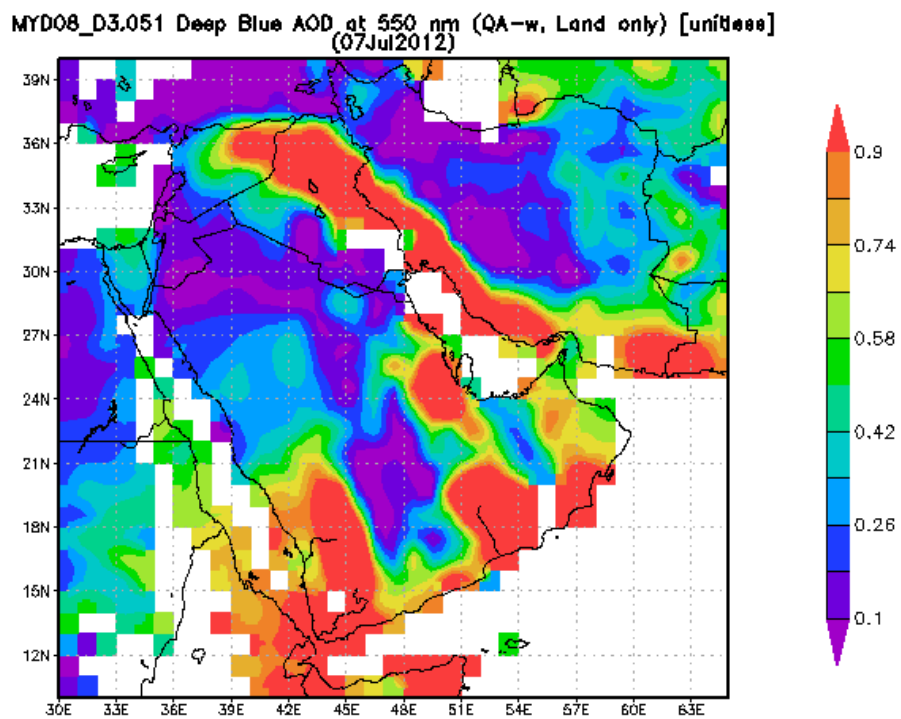 MYD08_D3.051 Deep Blue AOD at 550 nm (QA-w, Land only) [unitless]
(07Jul2012)
39N
36N
33N
30N
27N
24N
21N
18N
15N
12N
30E 33E 36E 39E 42E 45E 48E 51E 54E 57E 60E 63E
0.9
0.74
0.58
0.42
0.26
0.1